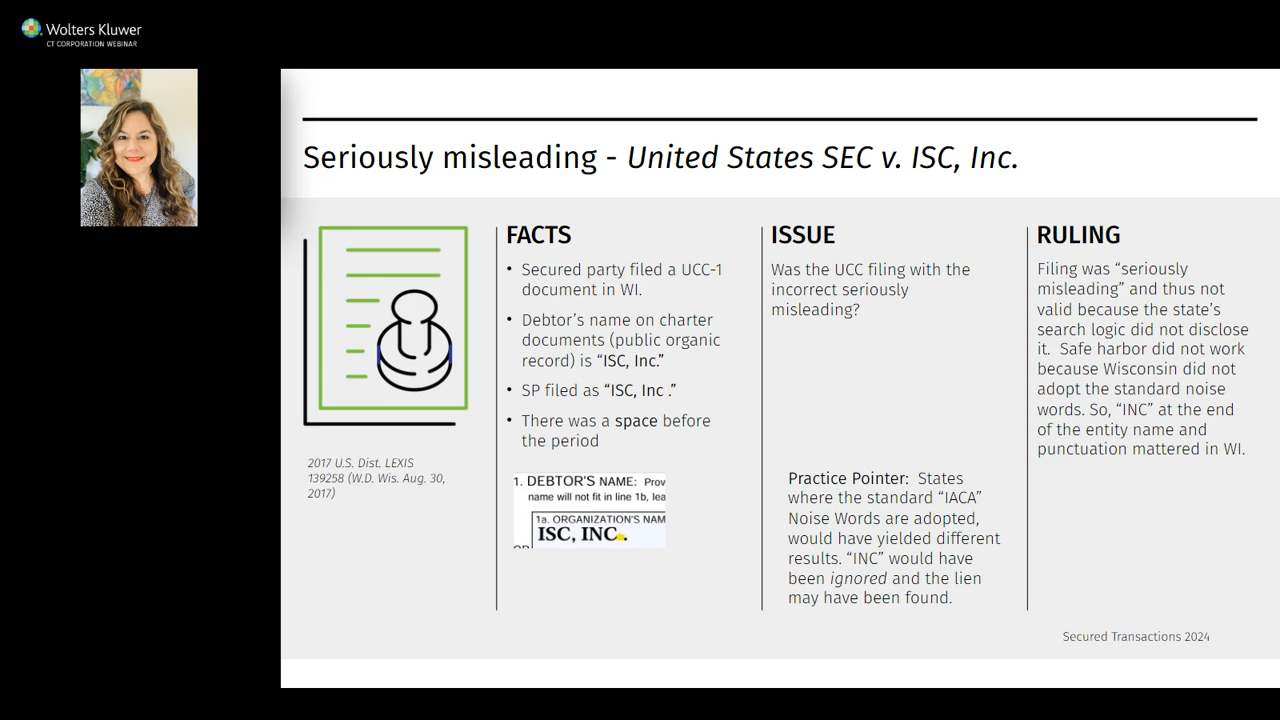 Wolters Kluwer
CT CORPORATION WEBINAR
Seriously misleading - United States SEC v. ISC, Inc.
2017 U.S. Dist. LEXIS
139258 (W.D. Wis. Aug. 30,
2017)
FACTS
• Secured party filed a UCC-1
document in WI.
• Debtor’s name on charter
documents (public organic
record) is “ISC, Inc.”
• SP filed as “ISC, Inc .”
• There was a space before
the period
1. DEBTOR'S NAME: Prov
name will not fit in line 1b, lea
1a. ORGANIZATION'S NAM
ISC, INC .
OR
ISSUE
Was the UCC filing with the
incorrect seriously
misleading?
Practice Pointer: States
where the standard “IACA”
Noise Words are adopted,
would have yielded different
results. “INC” would have
been ignored and the lien
may have been found.
RULING
Filing was “seriously
misleading” and thus not
valid because the state’s
search logic did not disclose
it. Safe harbor did not work
because Wisconsin did not
adopt the standard noise
words. So, “INC” at the end
of the entity name and
punctuation mattered in WI.
Secured Transactions 2024